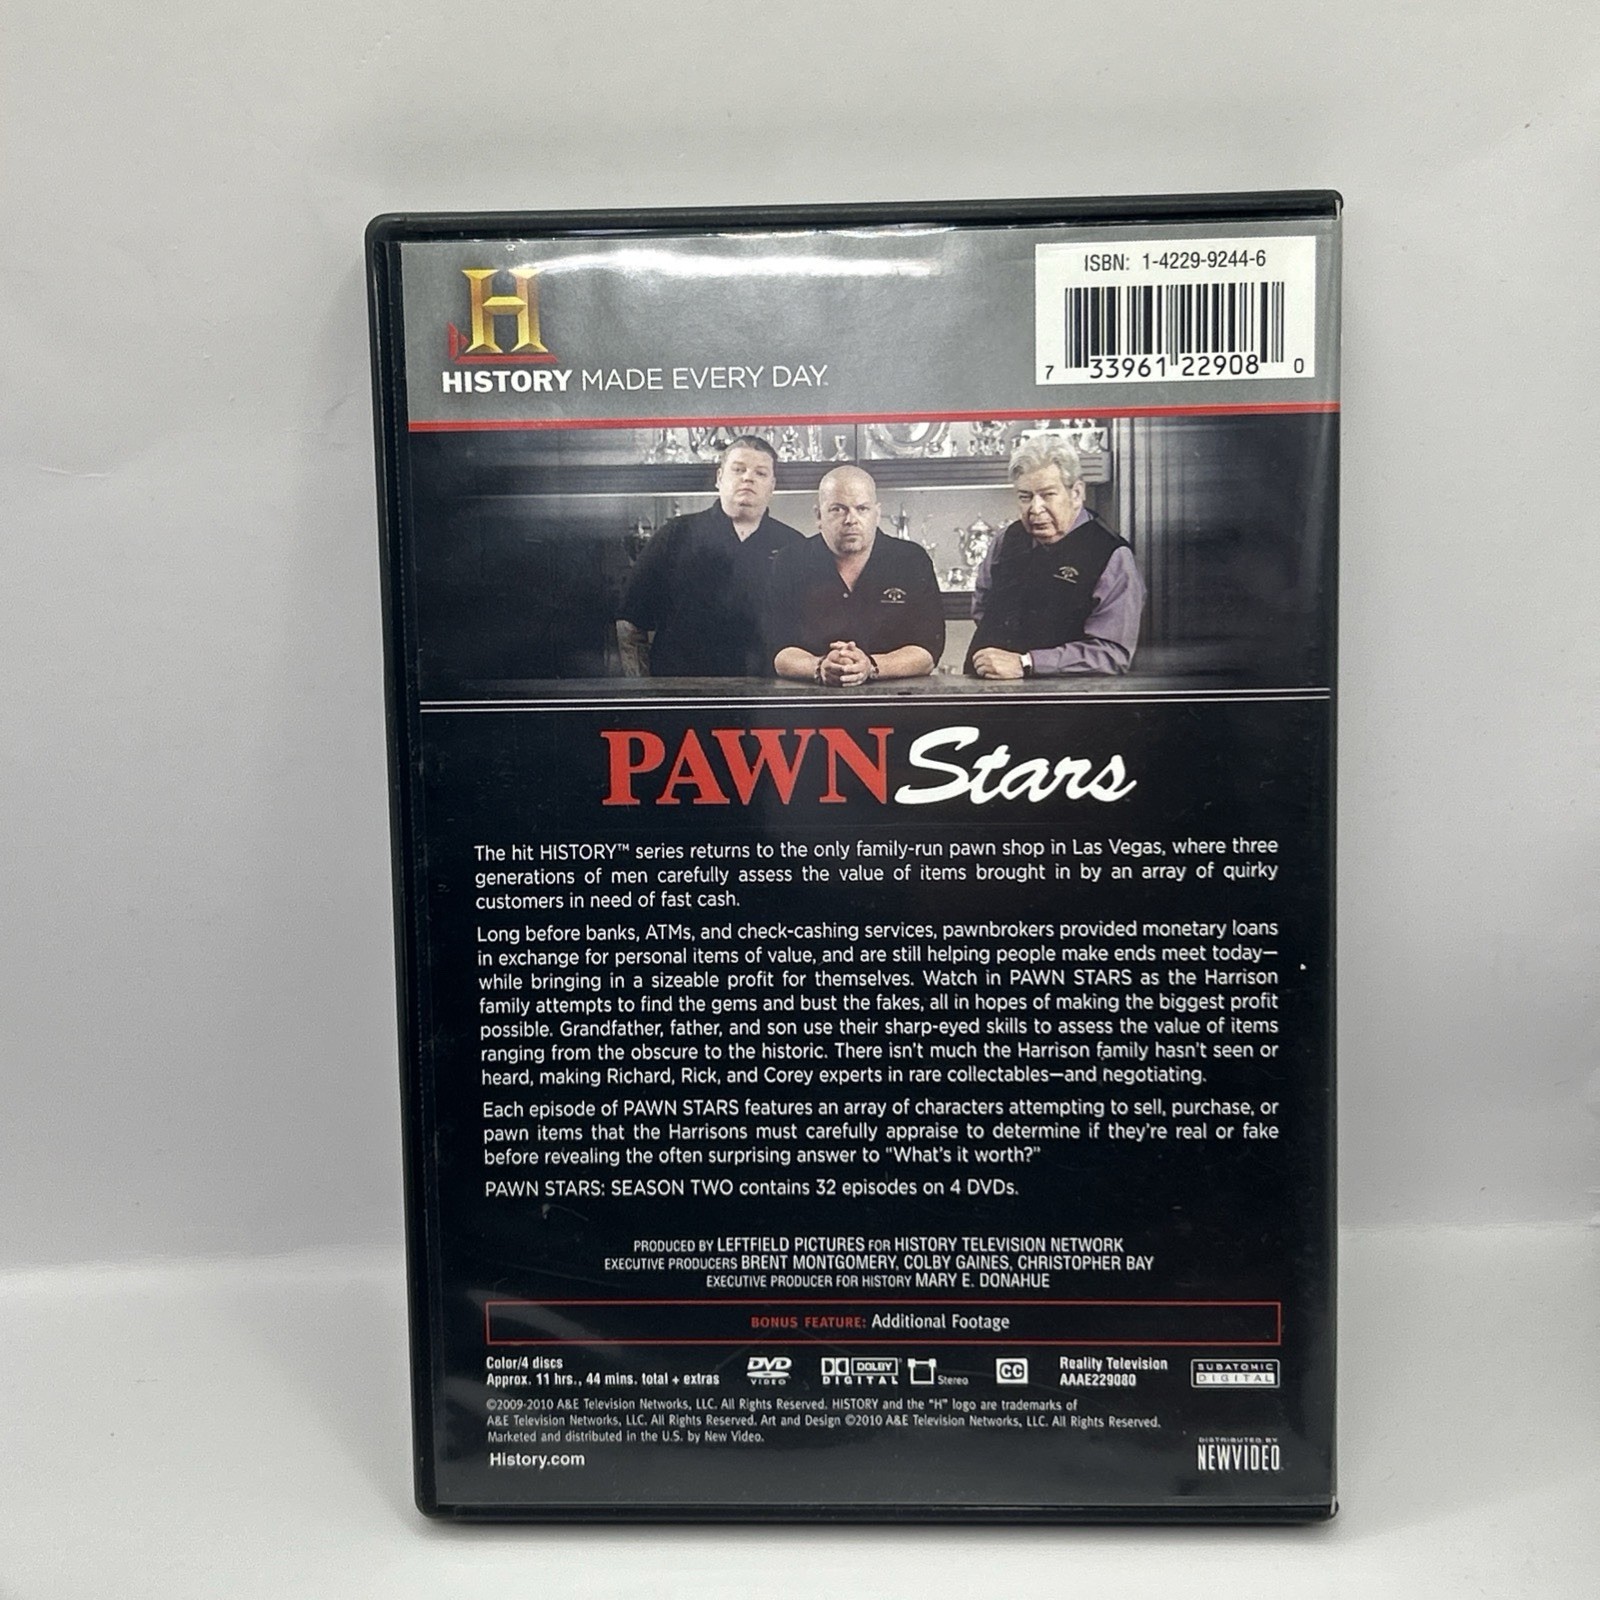 ISBN: 1-4229-9244-6
7 33961 22908 0
H
HISTORY MADE EVERY DAY.
PAWN Stars
The hit HISTORY™ series returns to the only family-run pawn shop in Las Vegas, where three
generations of men carefully assess the value of items brought in by an array of quirky
customers in need of fast cash.
Long before banks, ATMs, and check-cashing services, pawnbrokers provided monetary loans
in exchange for personal items of value, and are still helping people make ends meet today—
while bringing in a sizeable profit for themselves. Watch in PAWN STARS as the Harrison
family attempts to find the gems and bust the fakes, all in hopes of making the biggest profit
possible. Grandfather, father, and son use their sharp-eyed skills to assess the value of items
ranging from the obscure to the historic. There isn't much the Harrison family hasn't seen or
heard, making Richard, Rick, and Corey experts in rare collectables—and negotiating.
Each episode of PAWN STARS features an array of characters attempting to sell, purchase, or
pawn items that the Harrisons must carefully appraise to determine if they're real or fake
before revealing the often surprising answer to "What's it worth?"
PAWN STARS: SEASON TWO contains 32 episodes on 4 DVDs.
PRODUCED BY LEFTFIELD PICTURES FOR HISTORY TELEVISION NETWORK
EXECUTIVE PRODUCERS BRENT MONTGOMERY, COLBY GAINES, CHRISTOPHER BAY
EXECUTIVE PRODUCER FOR HISTORY MARY E. DONAHUE
BONUS FEATURE: Additional Footage
Color/4 discs
Approx. 11 hrs., 44 mins. total + extras
DVD VIDEO
DOLBY DIGITAL
Stereo
CC
Reality Television
AAAE229080
SUBATOMIC DIGITAL
©2009-2010 A&E Television Networks, LLC. All Rights Reserved. HISTORY and the "H" logo are trademarks of
A&E Television Networks, LLC. All Rights Reserved. Art and Design ©2010 A&E Television Networks, LLC. All Rights Reserved.
Marketed and distributed in the U.S. by New Video.
History.com
DISTRIBUTED BY
NEWVIDEO